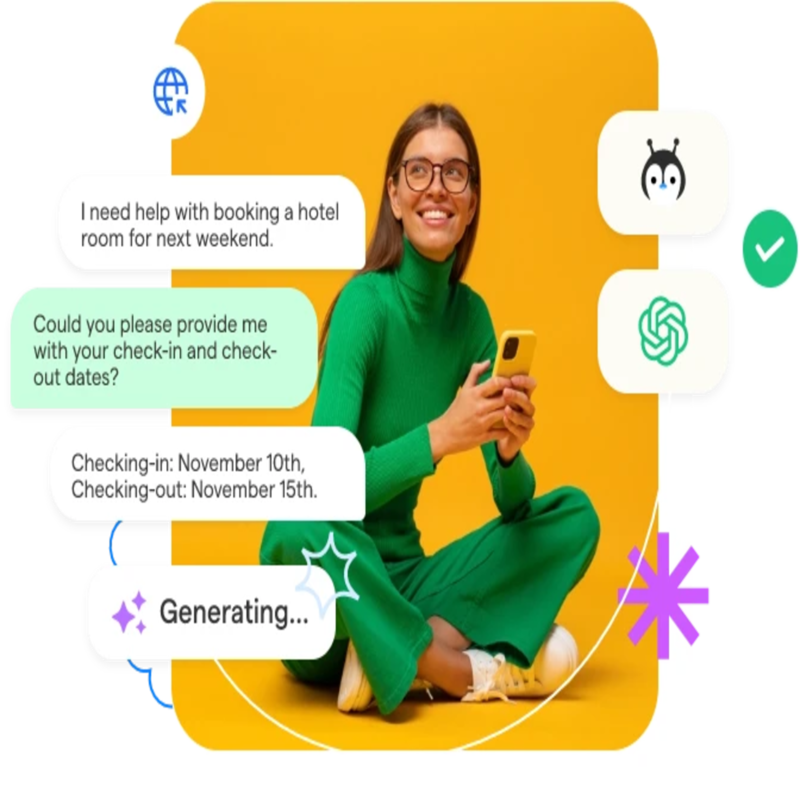 I need help with booking a hotel
room for next weekend.
Could you please provide me
with your check-in and check-
out dates?
Checking-in: November 10th,
Checking-out: November 15th.
Generating...